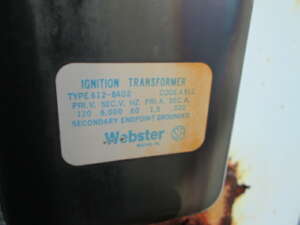 IGNITION TRANSFORMER
TYPE 612-6A02 CODE
PRI.V. SEC.V. HZ PRI.A. SEC.A.
120 6,000 60 1.5 .020
SECONDARY ENDPOINT GROUNDED
Webster